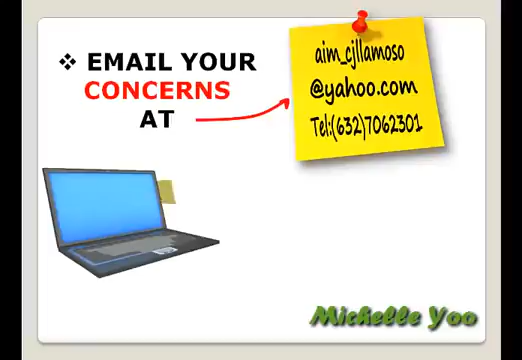 ❖ EMAIL YOUR
CONCERNS
AT
aim_cjllamoso
@yahoo.com
Tel:(632)7062301
Michelle Yoo